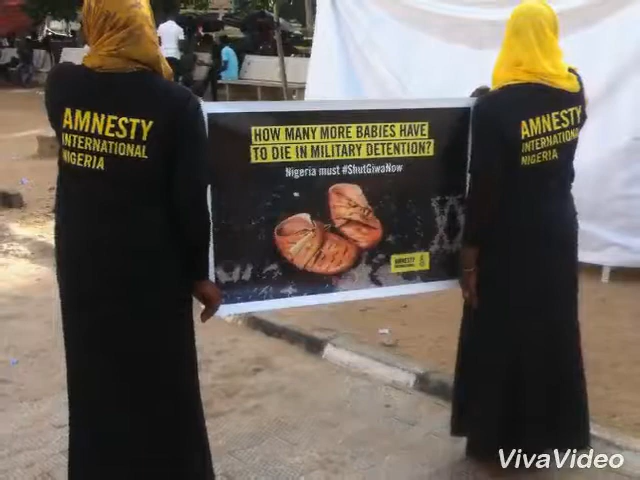 AMNESTY
INTERNATIONAL
NIGERIA
HOW MANY MORE BABIES HAVE
TO DIE IN MILITARY DETENTION?
Nigeria must #ShutGiwaNow
AMNESTY
INTERNATIONAL
AMNESTY
INTERNATIONAL
NIGERIA
VivaVideo